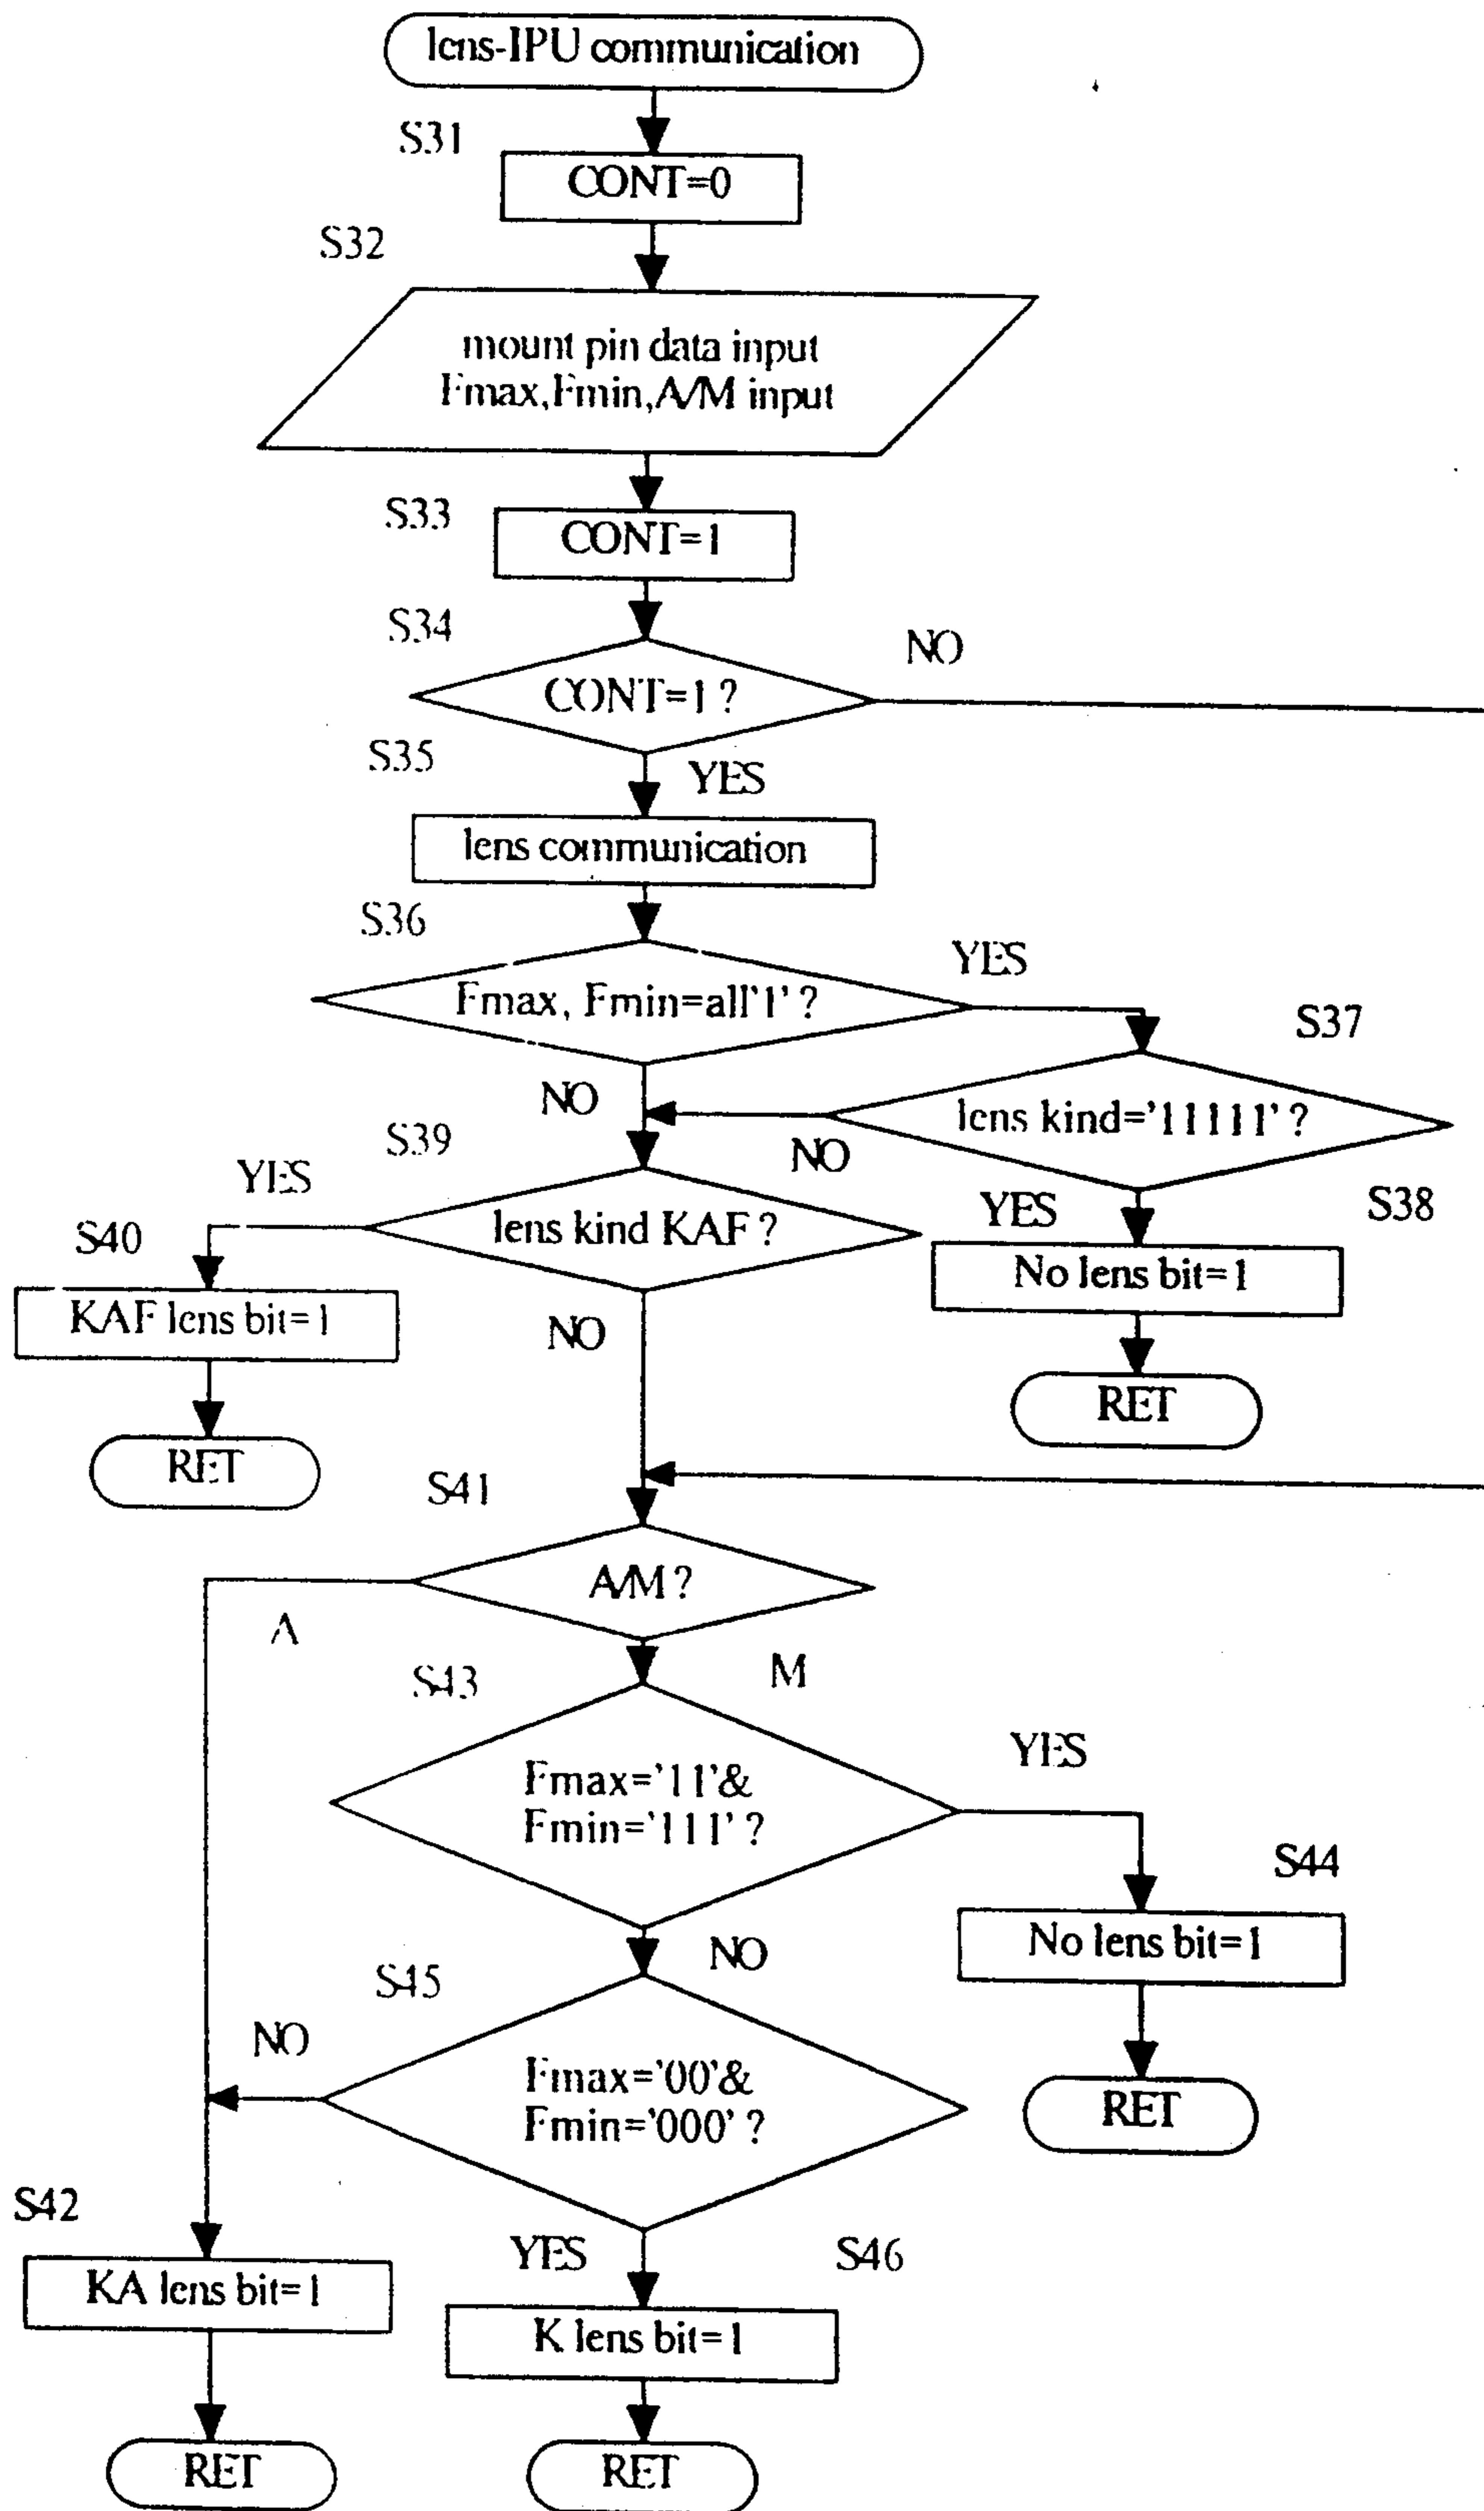 lens-IPU communication
S31
CONT=0
S32
mount pin data input
Fmax,Fmin,A/M input
S33
CONT=1
S34
NO
CONT=1?
S35
YES
lens communication
S36
YES
Fmax, Fmin=all'1'?
S37
NO
lens kind='11111'?
S39
NO
YES
YES
S38
S40
lens kind KAF?
No lens bit=1
KAF lens bit=1
NO
RET
RET
S41
A/M?
A
M
S43
YES
Fmax='11'&
Fmin='111'?
S44
No lens bit=1
NO
S45
NO
Fmax='00'&
Fmin='000'?
RET
S42
YES
S46
KA lens bit=1
K lens bit=1
RET
RET